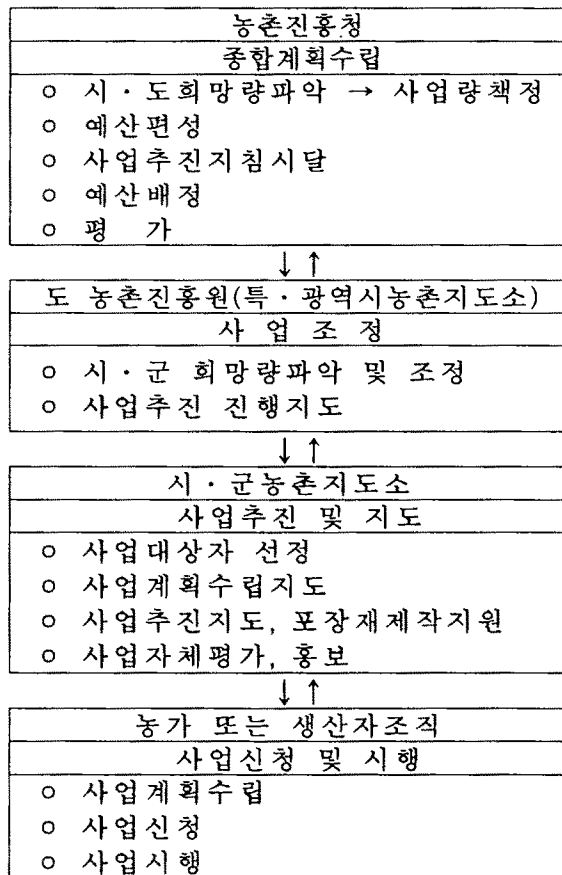 농촌진흥청
종합계획수립
○ 시·도희망량파악 → 사업량책정
○ 예산편성
○ 사업추진지침시달
○ 예산배정
○ 평 가
↓ ↑
도 농촌진흥원(특·광역시농촌지도소)
사 업 조 정
○ 시·군 희망량파악 및 조정
○ 사업추진 진행지도
↓ ↑
시·군농촌지도소
사업추진 및 지도
○ 사업대상자 선정
○ 사업계획수립지도
○ 사업추진지도, 포장재제작지원
○ 사업자체평가, 홍보
↓ ↑
농가 또는 생산자조직
사업신청 및 시행
○ 사업계획수립
○ 사업신청
○ 사업시행